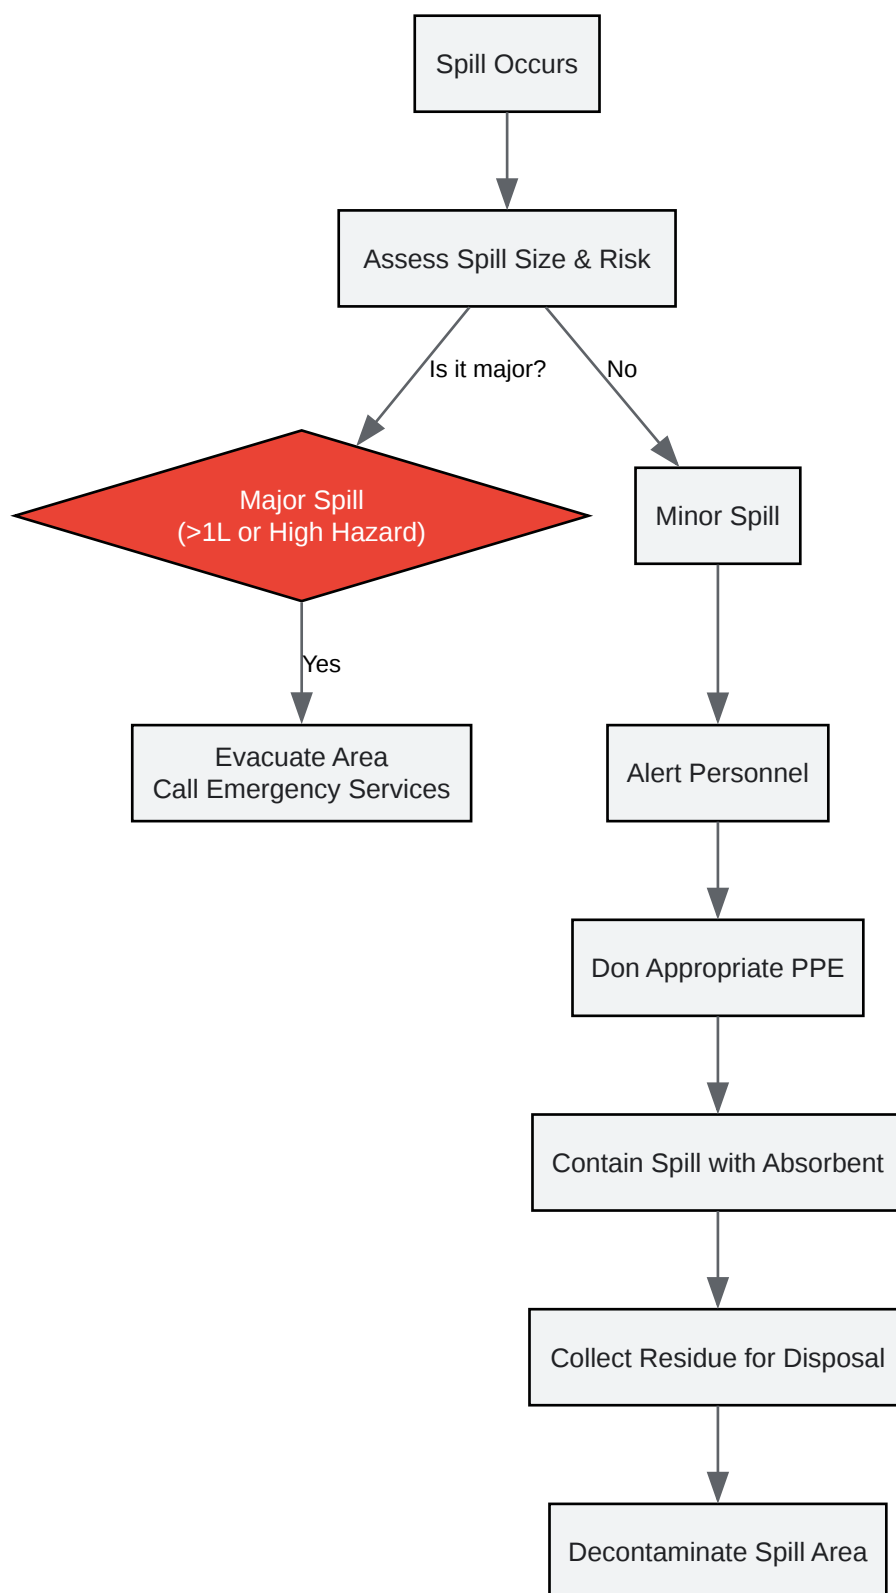 Spill Occurs
Assess Spill Size & Risk
Is it major?
No
Major Spill
(>1L or High Hazard)
Minor Spill
Yes
Evacuate Area
Call Emergency Services
Alert Personnel
Don Appropriate PPE
Contain Spill with Absorbent
Collect Residue for Disposal
Decontaminate Spill Area